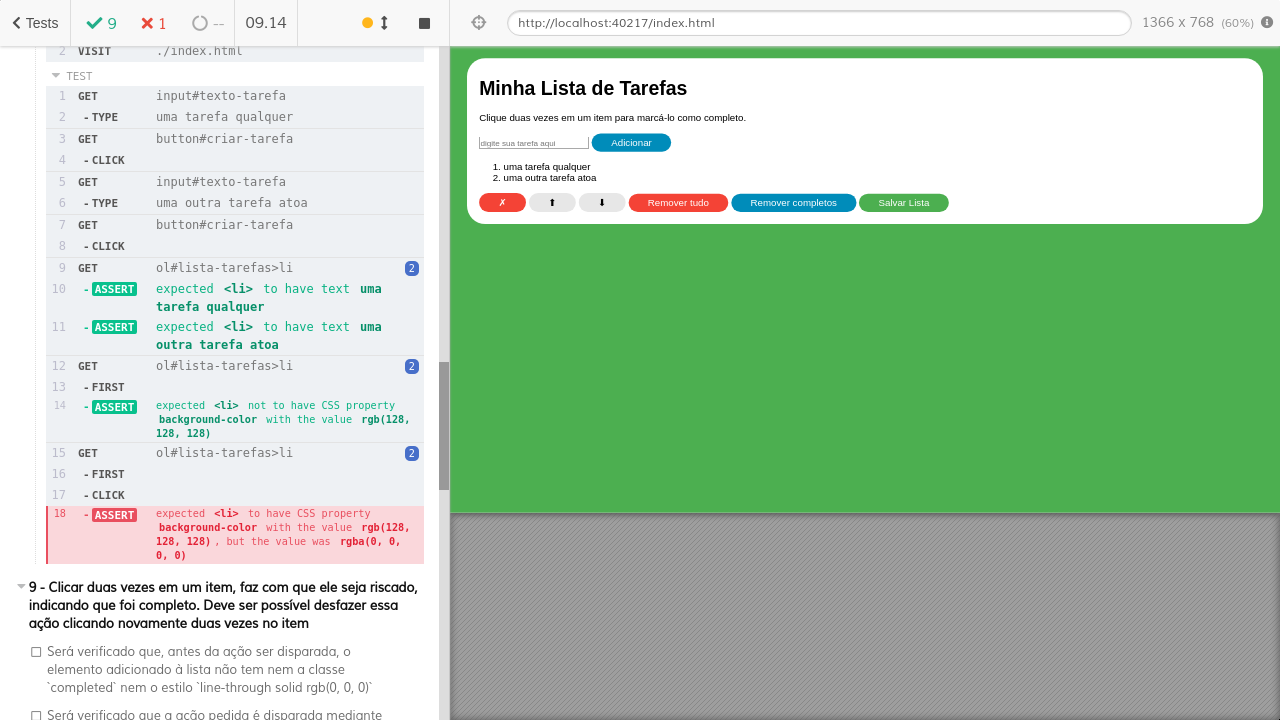 Tests 9 1 -- 09.14 http://localhost:40217/index.html 1366 x 768 (60%)
2 VISIT ./index.html
TEST
1 GET input#texto-tarefa
2 -TYPE uma tarefa qualquer
3 GET button#criar-tarefa
4 -CLICK
5 GET input#texto-tarefa
6 -TYPE uma outra tarefa atoa
7 GET button#criar-tarefa
8 -CLICK
9 GET ol#lista-tarefas>li 2
10 -ASSERT expected <li> to have text uma
tarefa qualquer
11 -ASSERT expected <li> to have text uma
outra tarefa atoa
12 GET ol#lista-tarefas>li 2
13 -FIRST
14 -ASSERT expected <li> not to have CSS property
background-color with the value rgb(128,
128, 128)
15 GET ol#lista-tarefas>li 2
16 -FIRST
17 -CLICK
18 -ASSERT expected <li> to have CSS property
background-color with the value rgb(128,
128, 128), but the value was rgba(0, 0,
0, 0)
9 - Clicar duas vezes em um item, faz com que ele seja riscado,
indicando que foi completo. Deve ser possível desfazer essa
ação clicando novamente duas vezes no item
Será verificado que, antes da ação ser disparada, o
elemento adicionado à lista não tem nem a classe
`completed` nem o estilo `line-through solid rgb(0, 0, 0)`
Será verificado que a ação pedida é disparada mediante
Minha Lista de Tarefas
Clique duas vezes em um item para marcá-lo como completo.
digite sua tarefa aqui Adicionar
1. uma tarefa qualquer
2. uma outra tarefa atoa
✗ ⬆ ⬇ Remover tudo Remover completos Salvar Lista